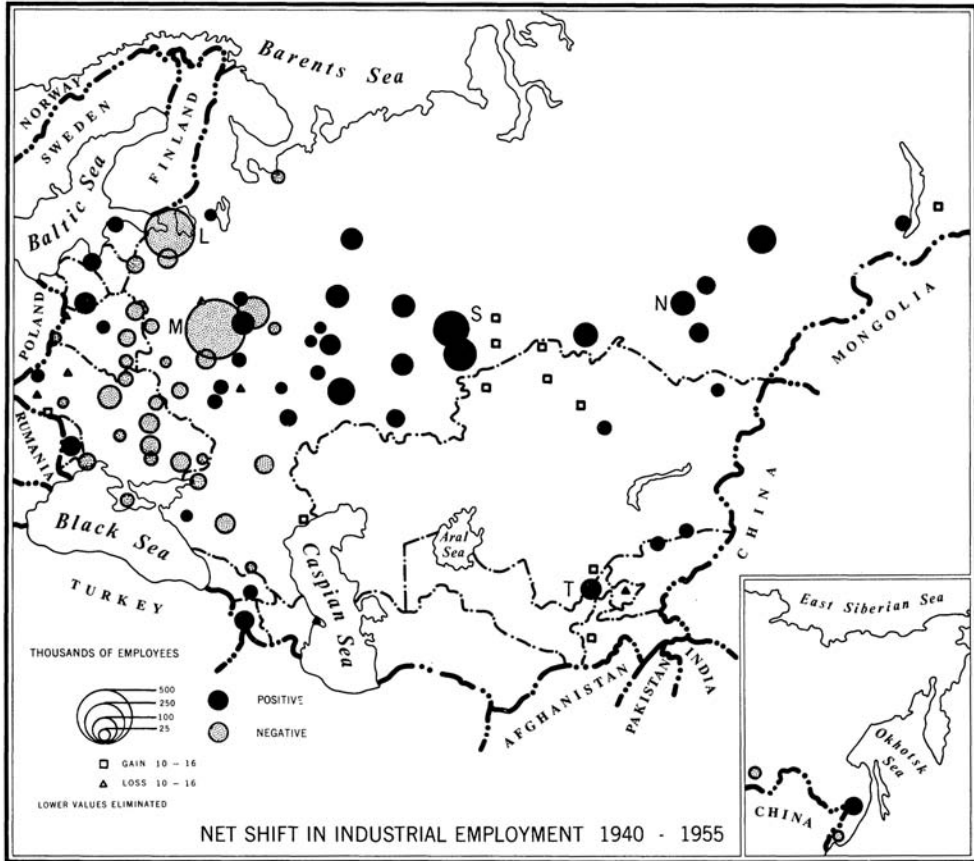 Barents Sea
NORWAY
SWEDEN
FINLAND
Baltic Sea
L
POLAND
M
S
N
MONGOLIA
RUMANIA
Black Sea
Caspian Sea
Aral
Sea
CHINA
T
TURKEY
AFGHANISTAN
PAKISTAN
INDIA
THOUSANDS OF EMPLOYEES
500
250
100
25
POSITIVE
NEGATIVE
GAIN 10 - 16
LOSS 10 - 16
LOWER VALUES ELIMINATED
NET SHIFT IN INDUSTRIAL EMPLOYMENT 1940 - 1955
East Siberian Sea
Okhotsk
Sea
CHINA